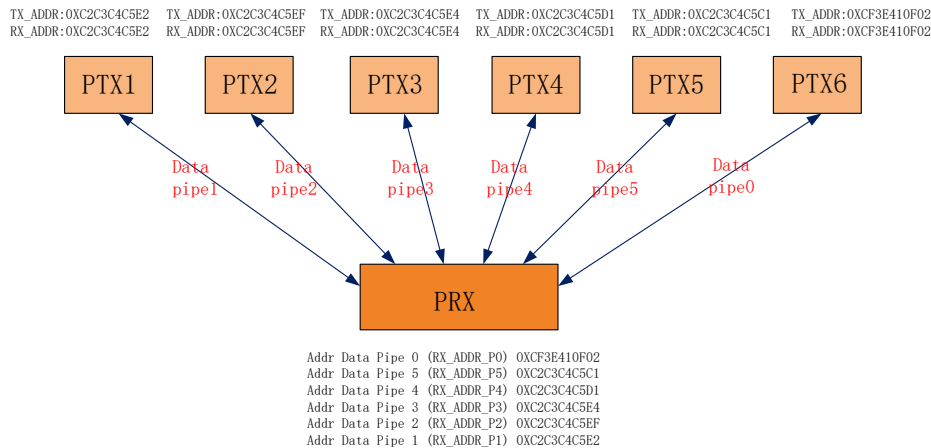 TX_ADDR:0XC2C3C4C5E2 TX_ADDR:0XC2C3C4C5EF TX_ADDR:0XC2C3C4C5E4 TX_ADDR:0XC2C3C4C5D1 TX_ADDR:0XC2C3C4C5C1 TX_ADDR:0XCF3E410F02
RX_ADDR:0XC2C3C4C5E2 RX_ADDR:0XC2C3C4C5EF RX_ADDR:0XC2C3C4C5E4 RX_ADDR:0XC2C3C4C5D1 RX_ADDR:0XC2C3C4C5C1 RX_ADDR:0XCF3E410F02
PTX1 PTX2 PTX3 PTX4 PTX5 PTX6
Data Data Data Data Data Data
pipe1 pipe2 pipe3 pipe4 pipe5 pipe0
PRX
Addr Data Pipe 0 (RX_ADDR_P0) 0XCF3E410F02
Addr Data Pipe 5 (RX_ADDR_P5) 0XC2C3C4C5C1
Addr Data Pipe 4 (RX_ADDR_P4) 0XC2C3C4C5D1
Addr Data Pipe 3 (RX_ADDR_P3) 0XC2C3C4C5E4
Addr Data Pipe 2 (RX_ADDR_P2) 0XC2C3C4C5EF
Addr Data Pipe 1 (RX_ADDR_P1) 0XC2C3C4C5E2